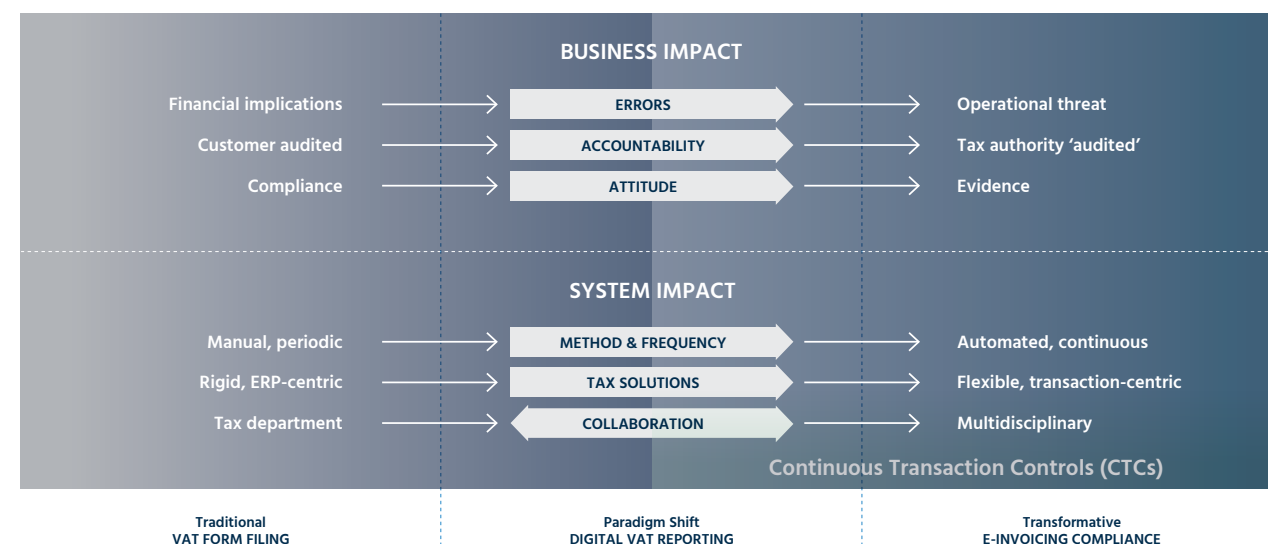 BUSINESS IMPACT
Financial implications ERRORS Operational threat
Customer audited ACCOUNTABILITY Tax authority ‘audited’
Compliance ATTITUDE Evidence
SYSTEM IMPACT
Manual, periodic METHOD & FREQUENCY Automated, continuous
Rigid, ERP-centric TAX SOLUTIONS Flexible, transaction-centric
Tax department COLLABORATION Multidisciplinary
Continuous Transaction Controls (CTCs)
Traditional Paradigm Shift Transformative
VAT FORM FILING DIGITAL VAT REPORTING E-INVOICING COMPLIANCE